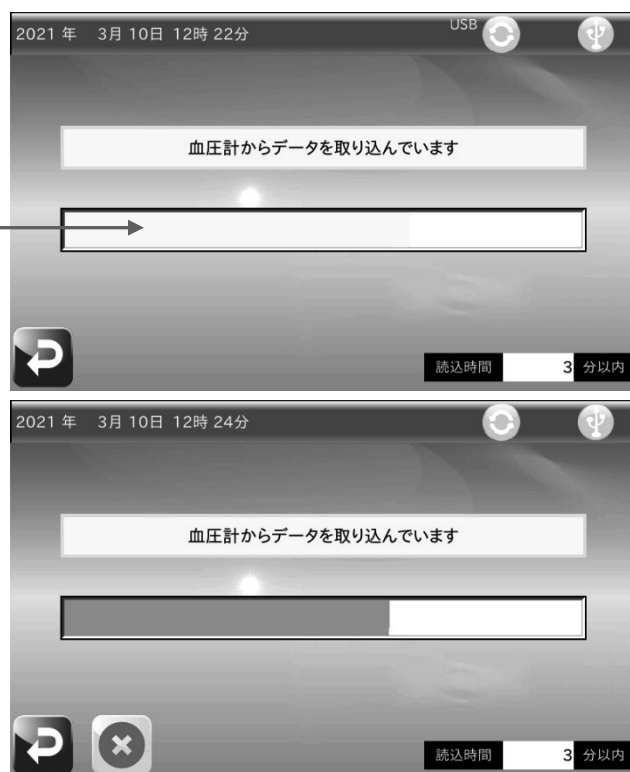 2021 年 3月 10日 12時 22分 USB
血圧計からデータを取り込んでいます
読込時間 3 分以内
2021 年 3月 10日 12時 24分
血圧計からデータを取り込んでいます
読込時間 3 分以内